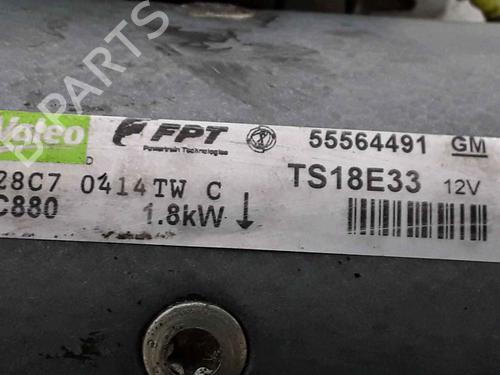 Valeo FPT 55564491 GM
Powertrain Technologies
D
28C7 0414TW C TS18E33 12V
C880 1.8kW ↓
B PARTS